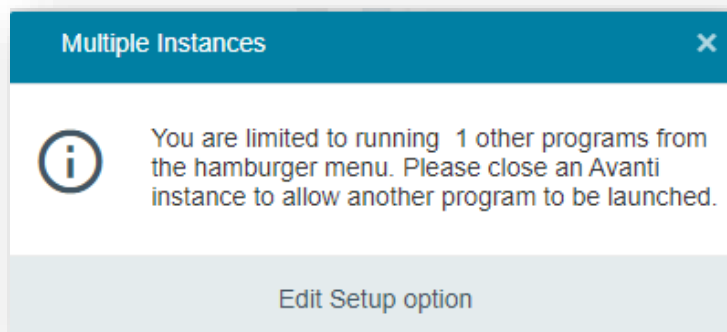 Multiple Instances
You are limited to running  1 other programs from
the hamburger menu. Please close an Avanti
instance to allow another program to be launched.
Edit Setup option